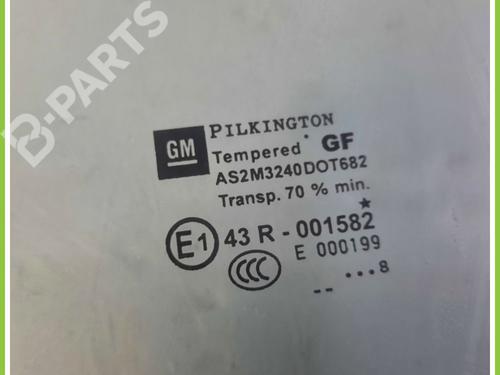 B-PARTS
GM
PILKINGTON
Tempered GF
AS2M3240DOT682
Transp. 70 % min.
E1 43 R - 001582
CCC E 000199
-- ...8